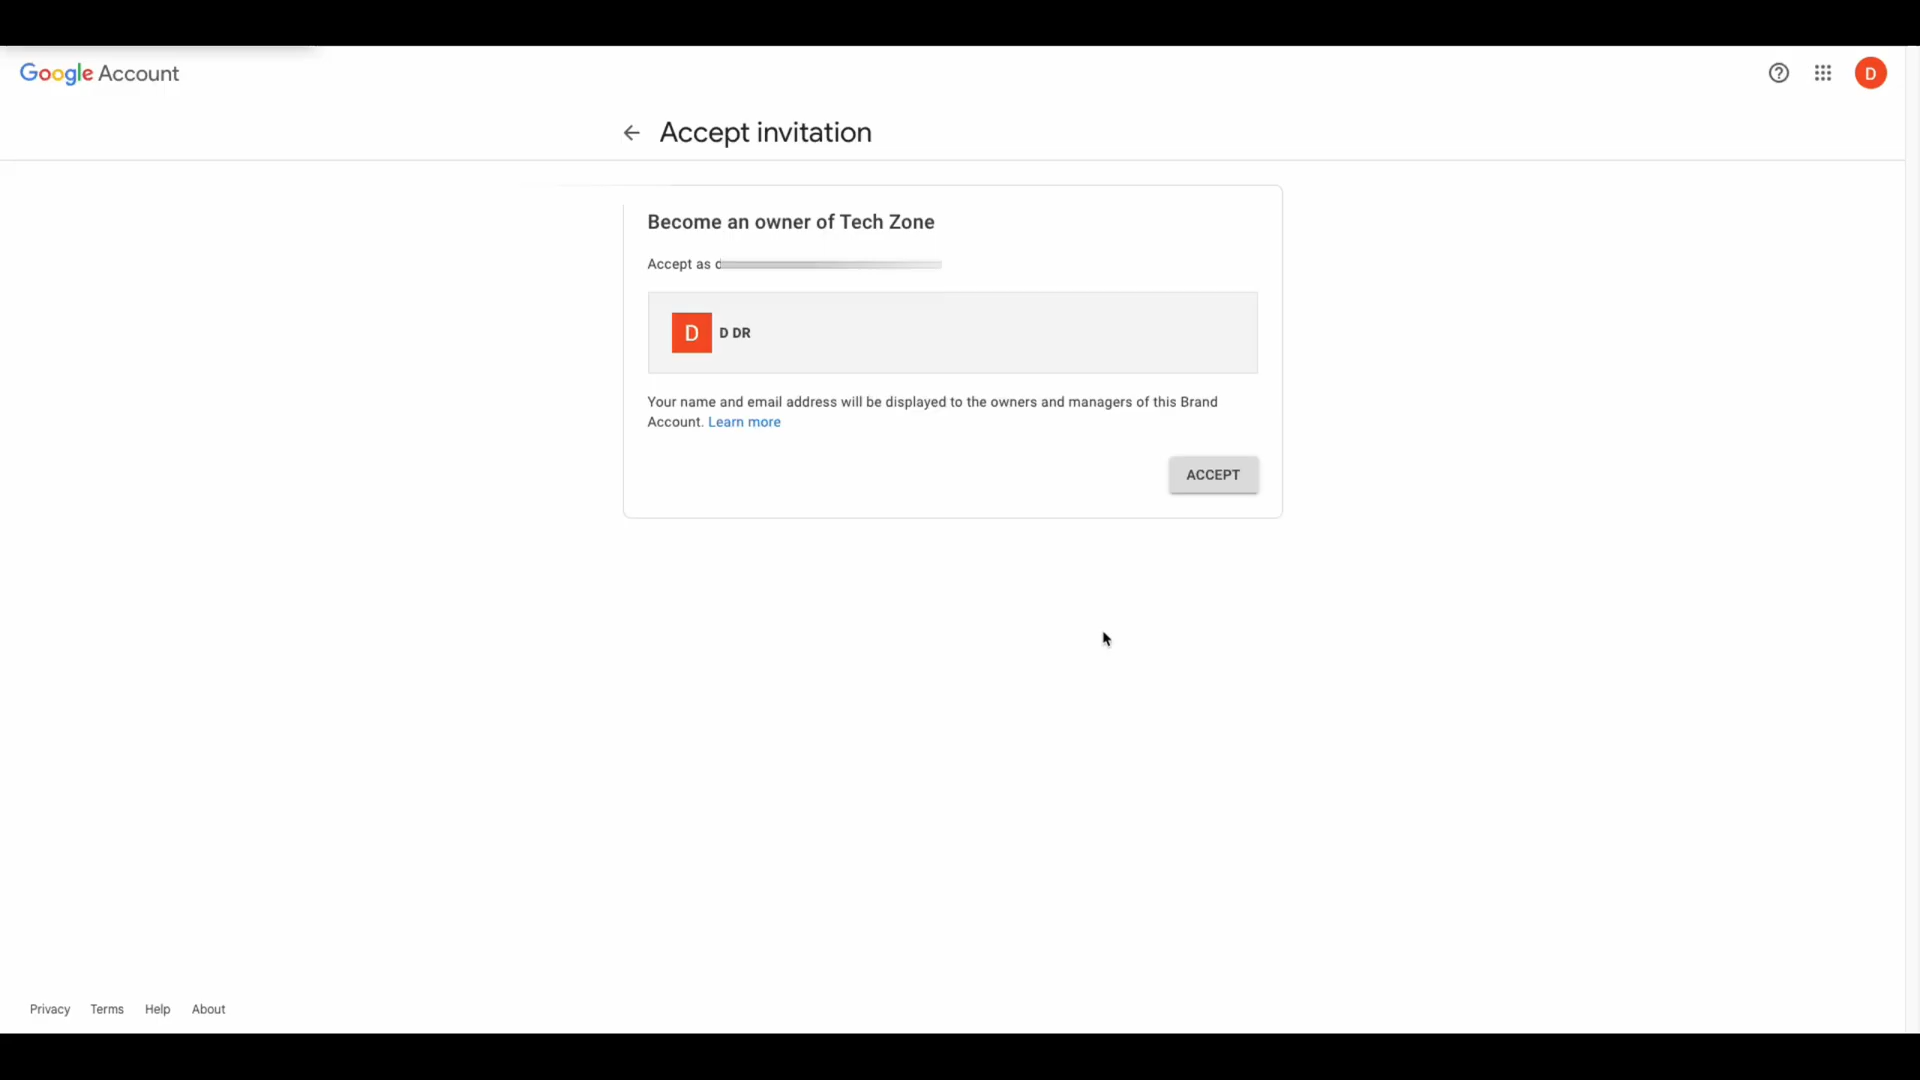 Google Account
D
Accept invitation
Become an owner of Tech Zone
Accept as
D D DR
Your name and email address will be displayed to the owners and managers of this Brand
Account. Learn more
ACCEPT
Privacy Terms Help About